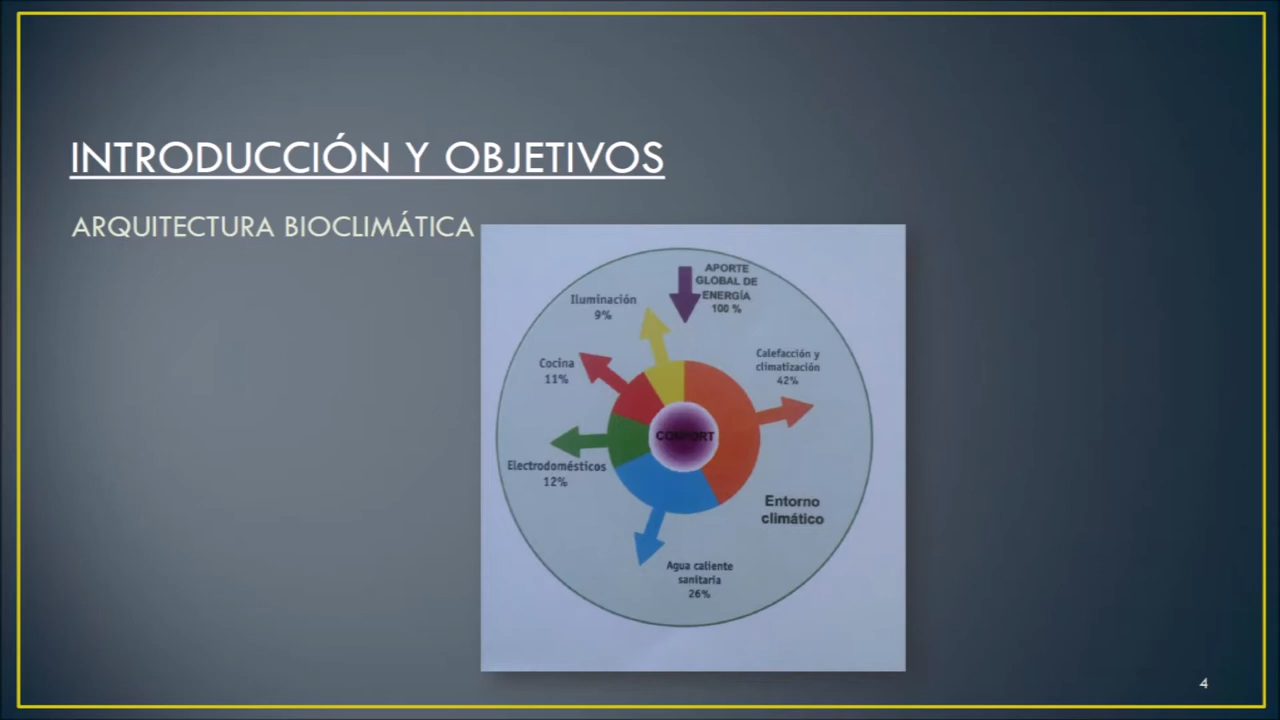 INTRODUCCIÓN Y OBJETIVOS
ARQUITECTURA BIOCLIMÁTICA
APORTE
GLOBAL DE
ENERGÍA
100 %
Iluminación
9%
Calefacción y
climatización
42%
Cocina
11%
CONFORT
Electrodomésticos
12%
Entorno
climático
Agua caliente
sanitaria
26%
4